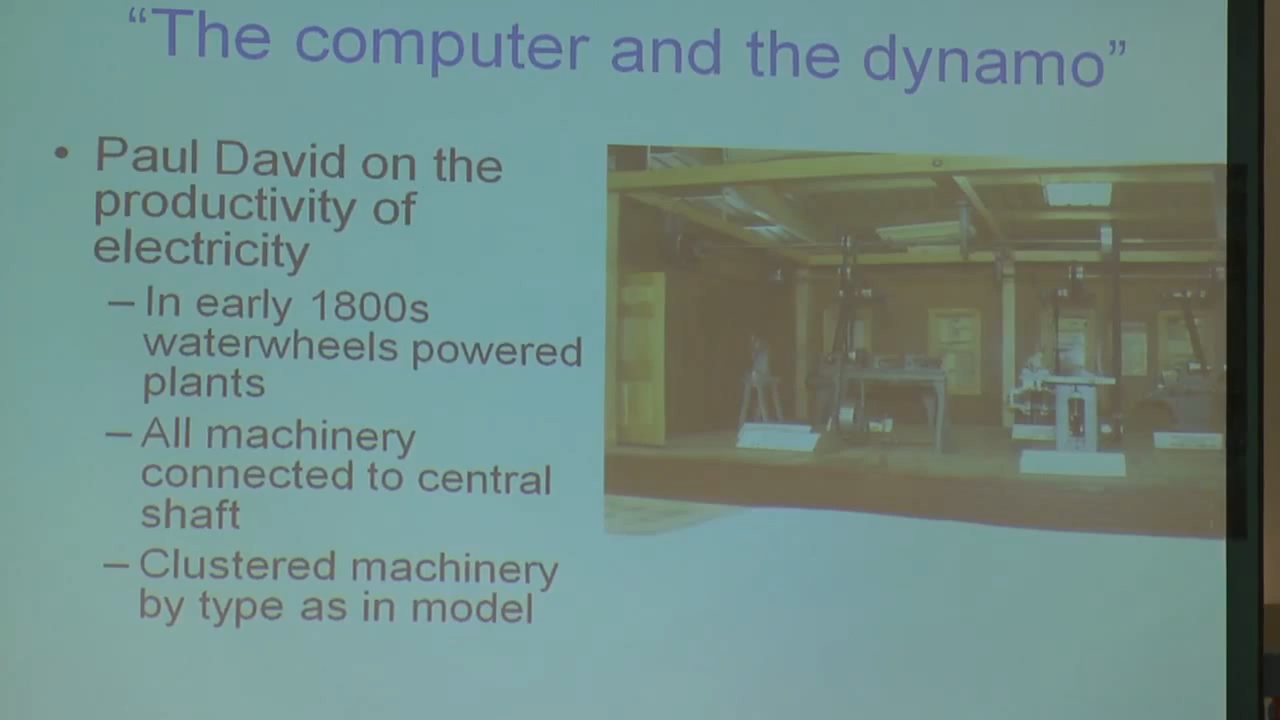 “The computer and the dynamo”
• Paul David on the
productivity of
electricity
– In early 1800s
waterwheels powered
plants
– All machinery
connected to central
shaft
– Clustered machinery
by type as in model